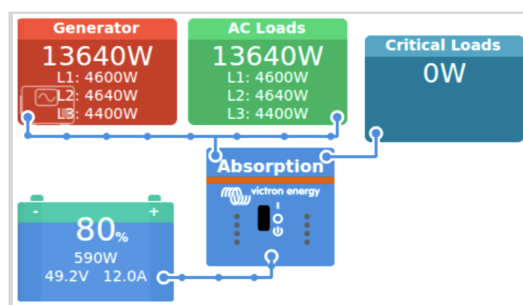 Generator
13640W
L1: 4600W
L2: 4640W
L3: 4400W
AC Loads
13640W
L1: 4600W
L2: 4640W
L3: 4400W
Critical Loads
0W
Absorption
victron energy
I
- +
80%
590W
49.2V 12.0A